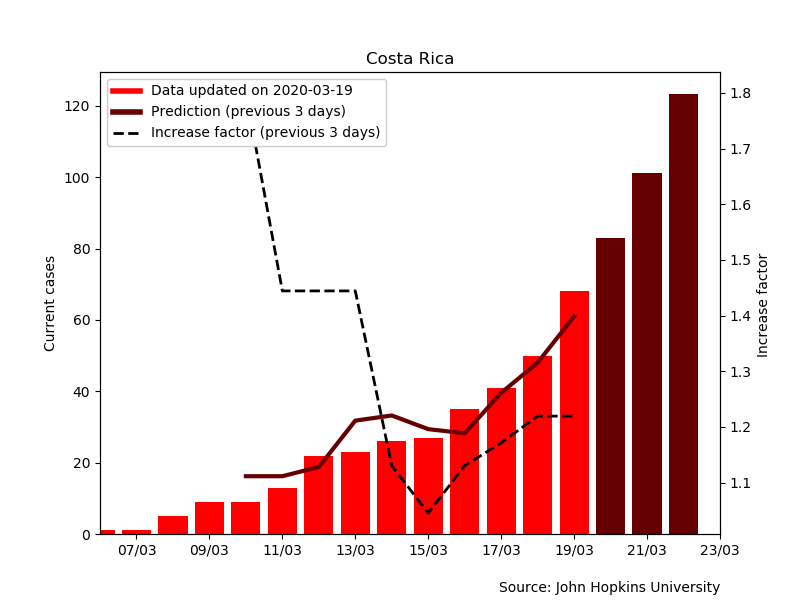 Costa Rica
Data updated on 2020-03-19
Prediction (previous 3 days)
Increase factor (previous 3 days)
Current cases
0
20
40
60
80
100
120
Increase factor
1.1
1.2
1.3
1.4
1.5
1.6
1.7
1.8
07/03 09/03 11/03 13/03 15/03 17/03 19/03 21/03 23/03
Source: John Hopkins University